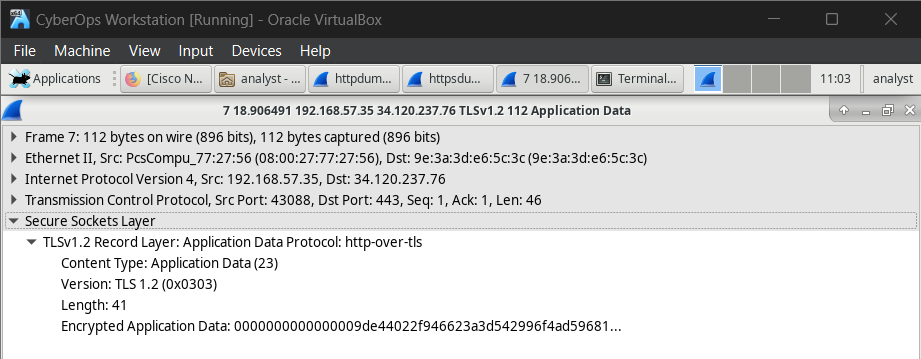 CyberOps Workstation [Running] - Oracle VirtualBox
File Machine View Input Devices Help
Applications [Cisco N... analyst - ... httpdum... httpsdu... 7 18.906... Terminal... 11:03 analyst
7 18.906491 192.168.57.35 34.120.237.76 TLSv1.2 112 Application Data
Frame 7: 112 bytes on wire (896 bits), 112 bytes captured (896 bits)
Ethernet II, Src: PcsCompu_77:27:56 (08:00:27:77:27:56), Dst: 9e:3a:3d:e6:5c:3c (9e:3a:3d:e6:5c:3c)
Internet Protocol Version 4, Src: 192.168.57.35, Dst: 34.120.237.76
Transmission Control Protocol, Src Port: 43088, Dst Port: 443, Seq: 1, Ack: 1, Len: 46
Secure Sockets Layer
TLSv1.2 Record Layer: Application Data Protocol: http-over-tls
Content Type: Application Data (23)
Version: TLS 1.2 (0x0303)
Length: 41
Encrypted Application Data: 0000000000000009de44022f946623a3d542996f4ad59681...